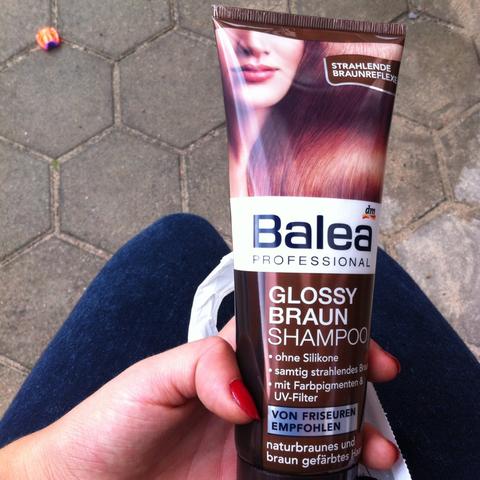 STRAHLENDE
BRAUNREFLEXE
dm
Balea
PROFESSIONAL
GLOSSY
BRAUN
SHAMPOO
• ohne Silikone
• samtig strahlendes
• mit Farbpigmenten &
UV-Filter
VON FRISEUREN
EMPFOHLEN
naturbraunes und
braun gefärbtes